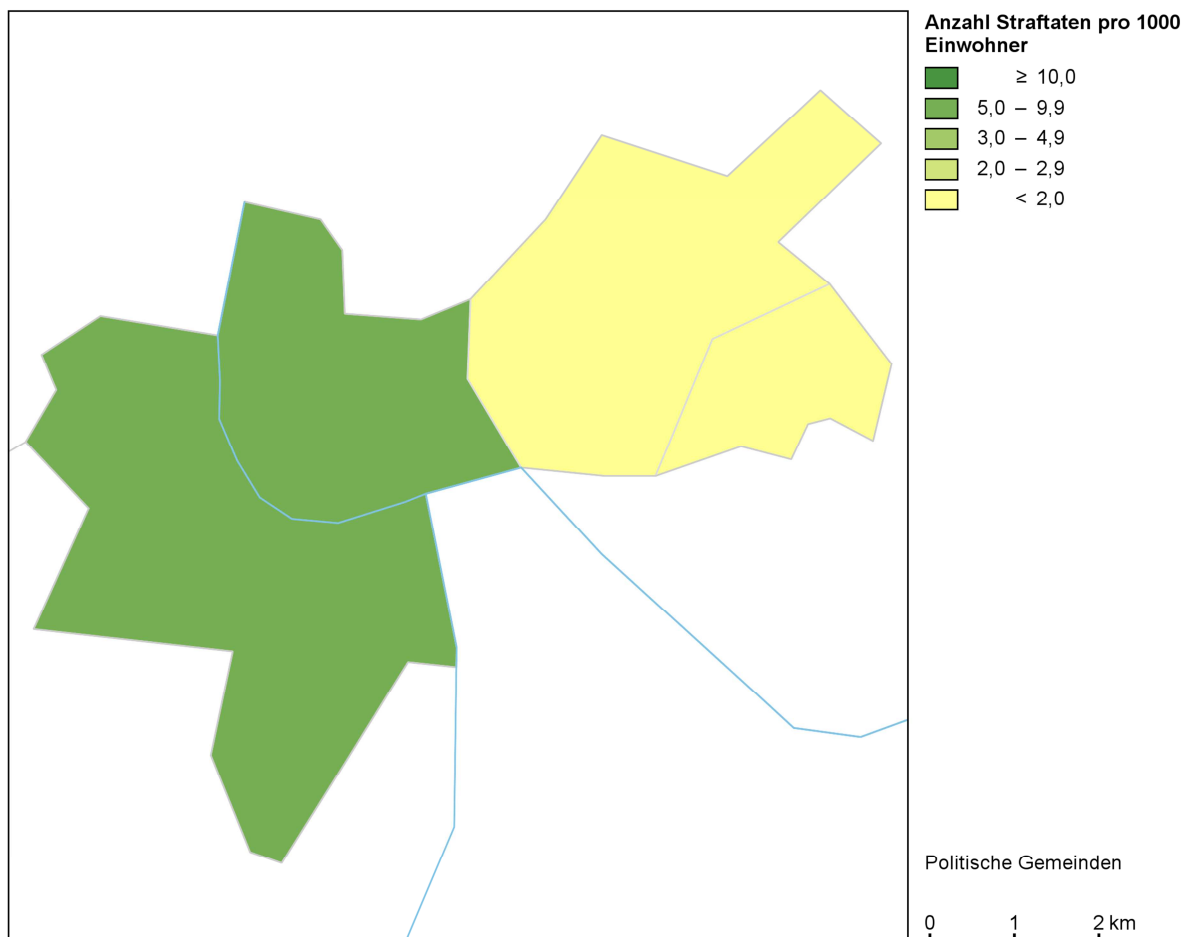 Anzahl Straftaten pro 1000
Einwohner
≥ 10,0
5,0 – 9,9
3,0 – 4,9
2,0 – 2,9
< 2,0
Politische Gemeinden
0 1 2 km